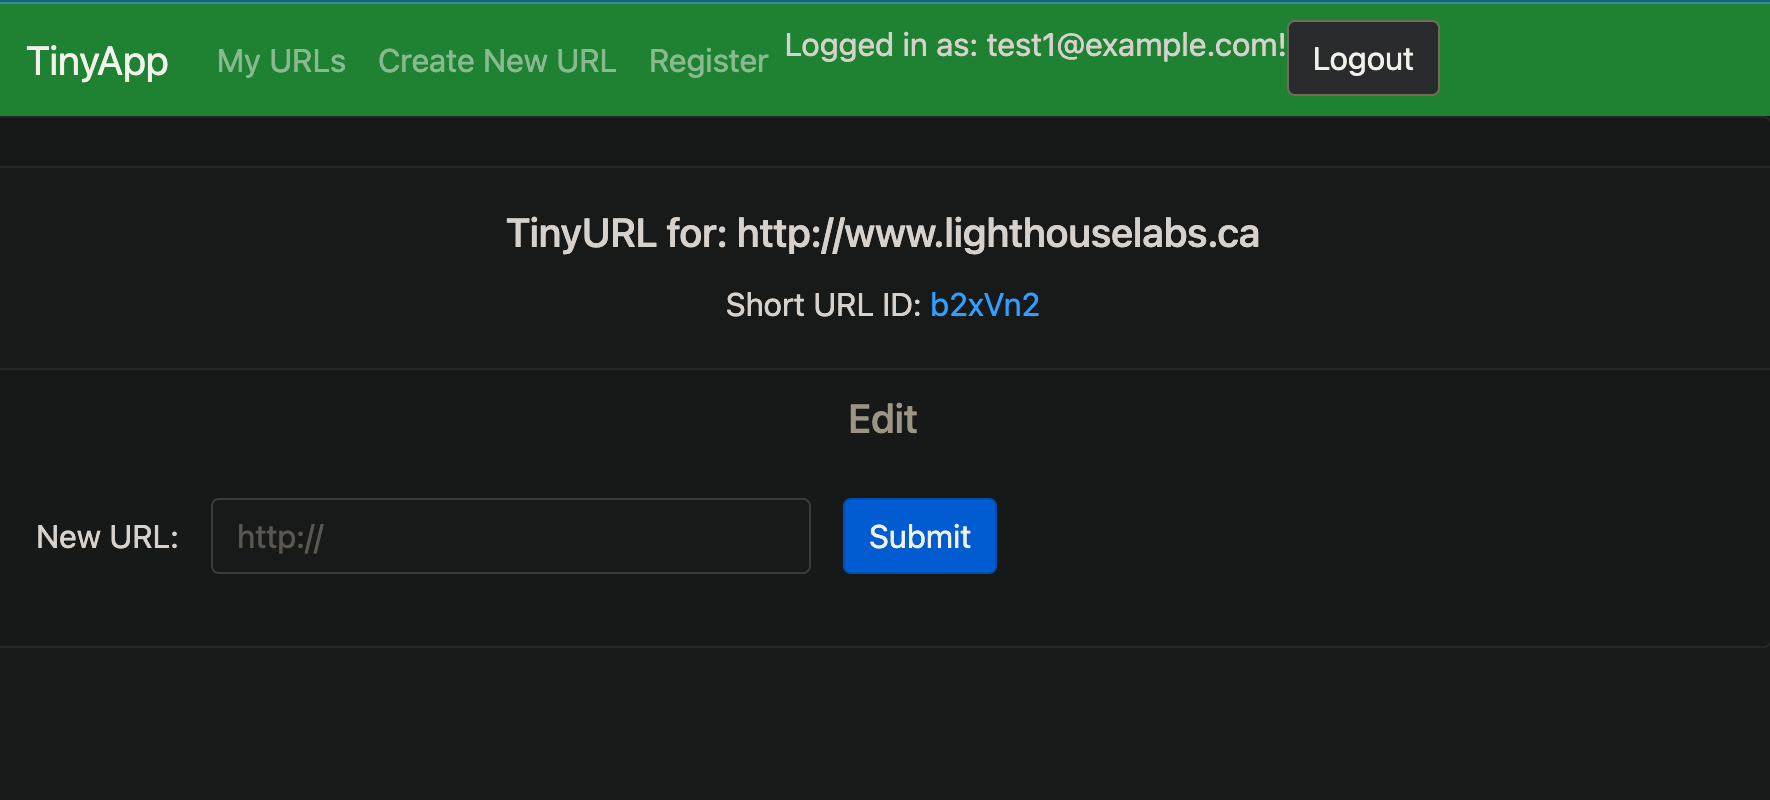 TinyApp My URLs Create New URL Register Logged in as: test1@example.com! Logout
TinyURL for: http://www.lighthouselabs.ca
Short URL ID: b2xVn2
Edit
New URL: http:// Submit